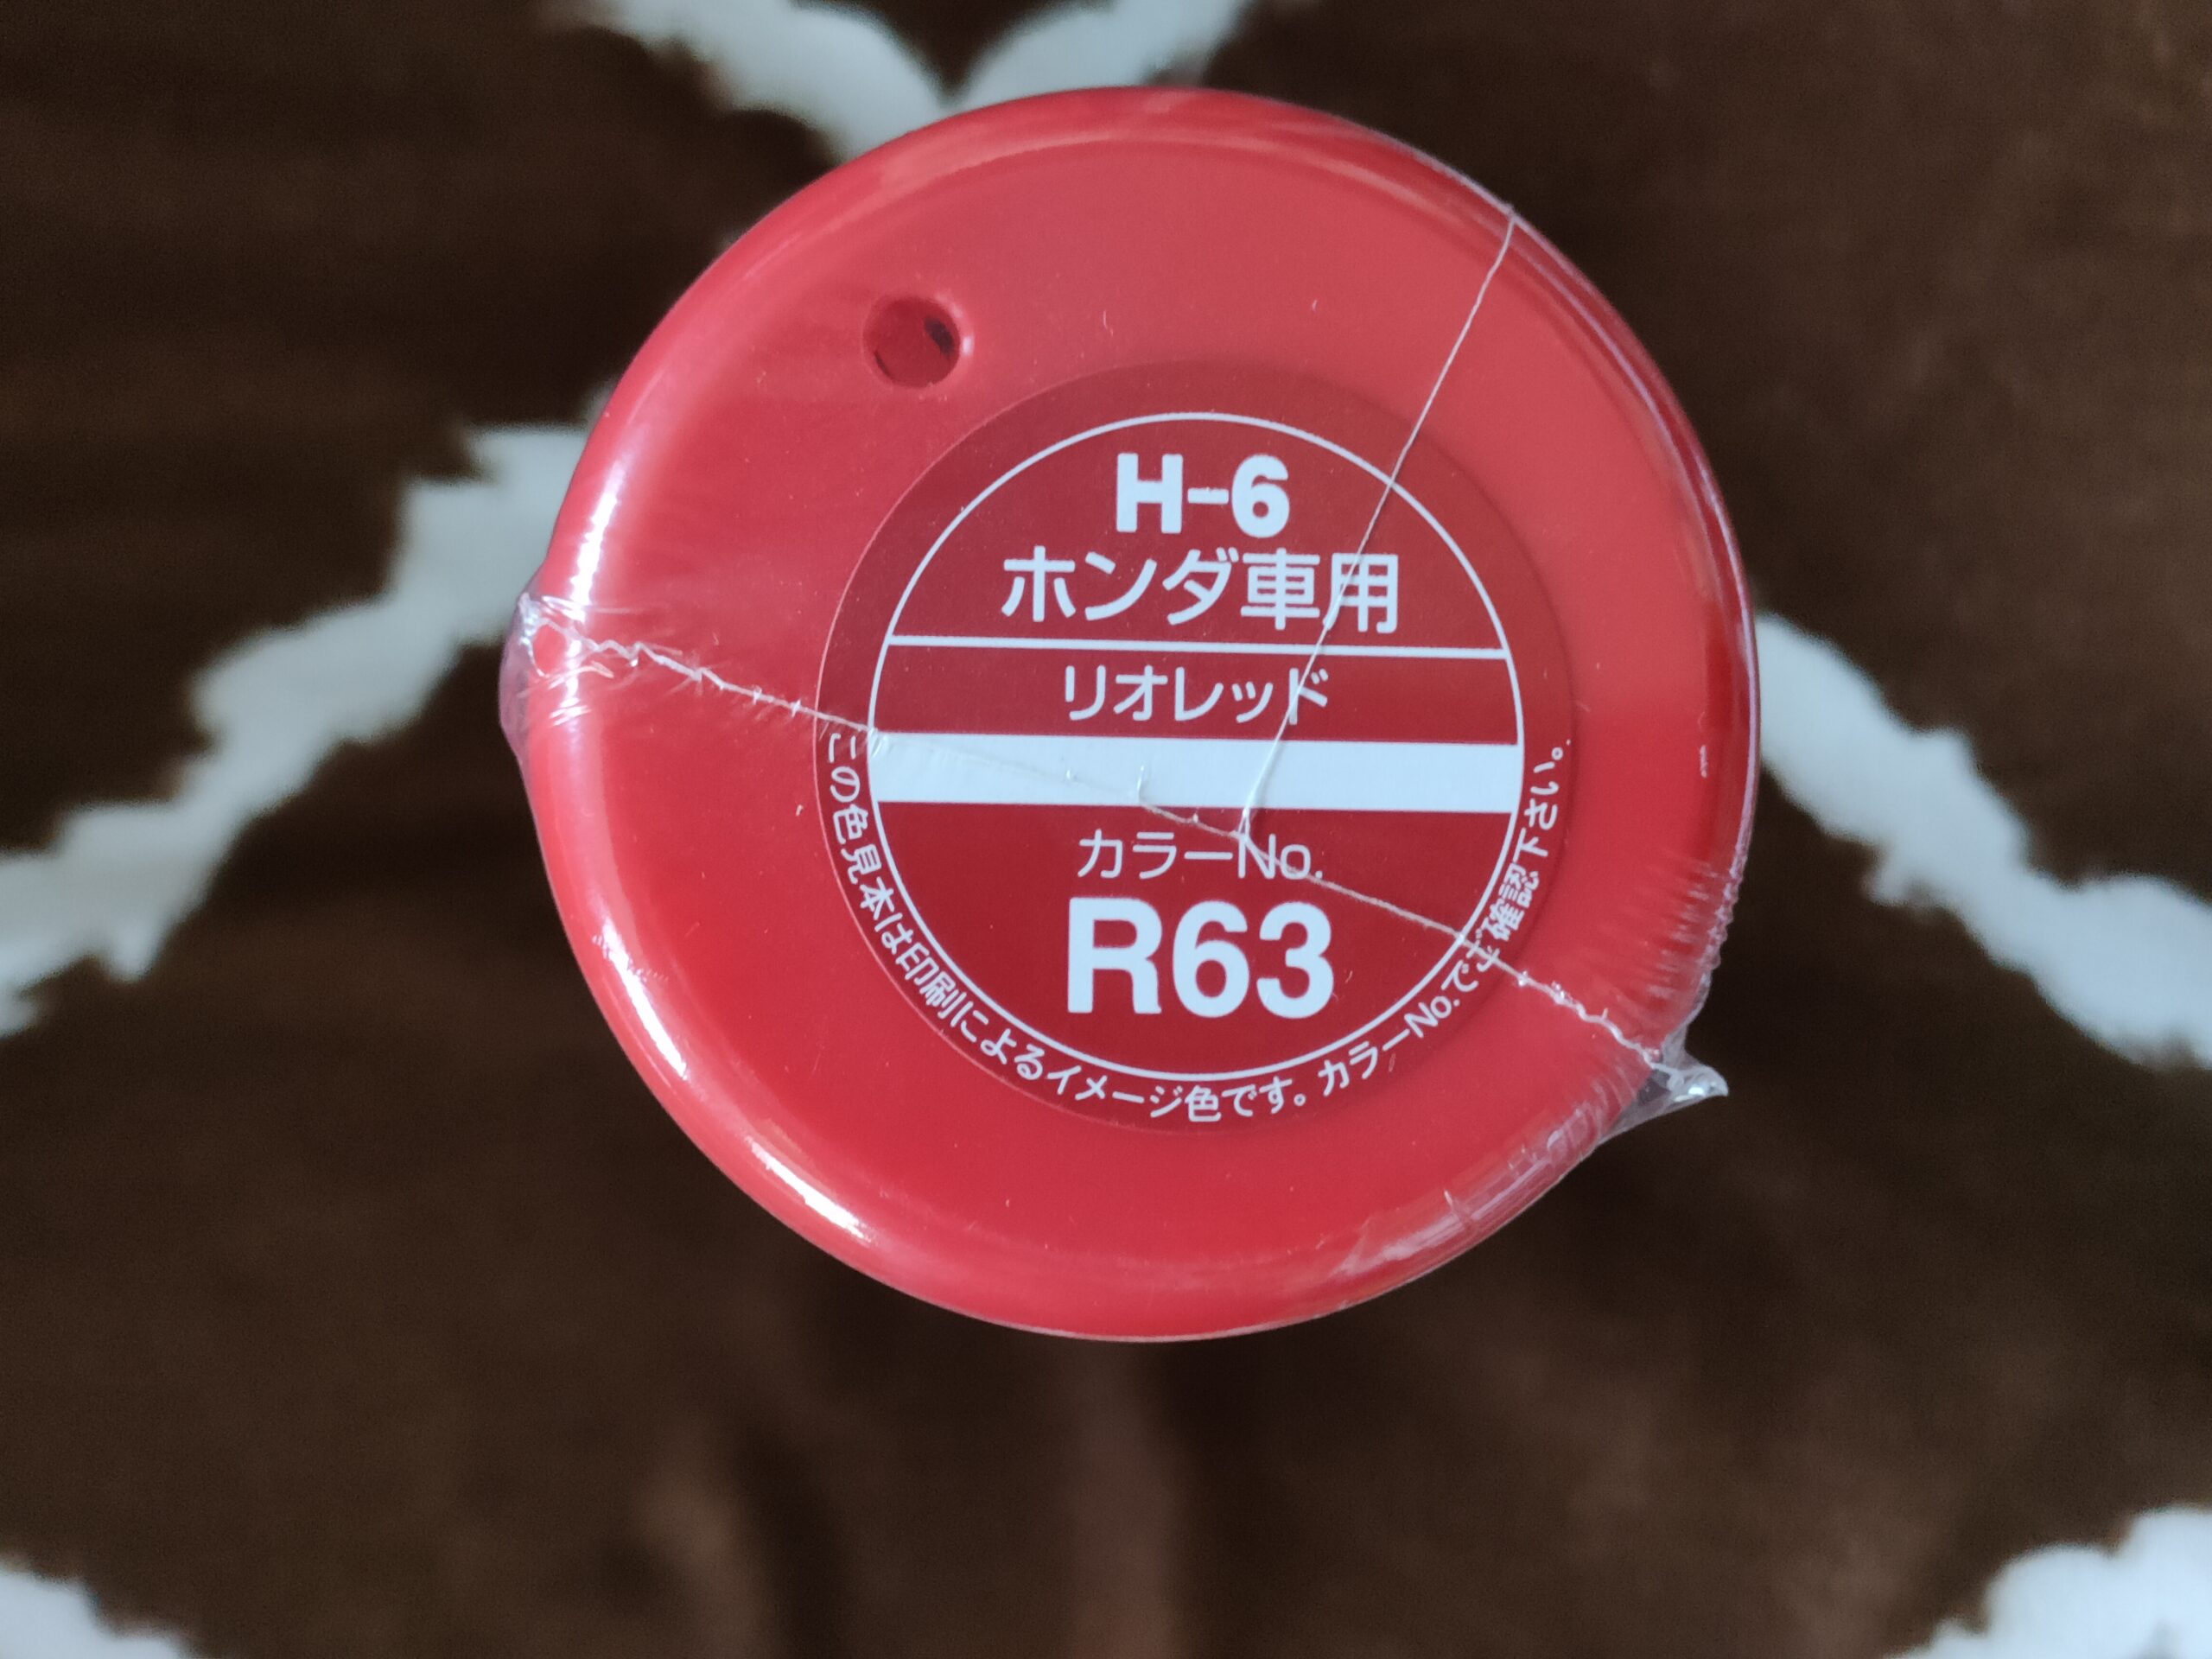 H-6
ホンダ車用
リオレッド
カラーNo.
R63
この色見本は印刷によるイメージ色です。カラーNo.でご確認下さい。